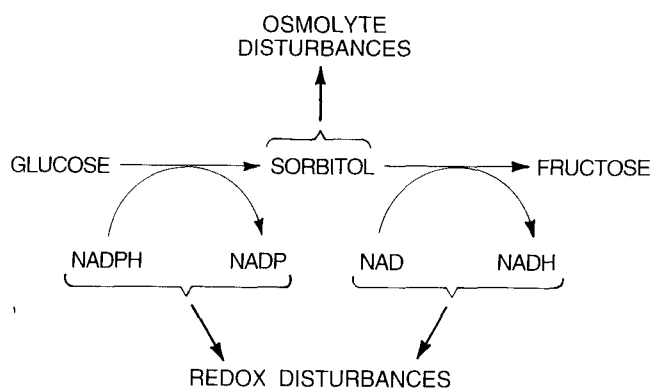 OSMOLYTE
DISTURBANCES
GLUCOSE SORBITOL FRUCTOSE
NADPH NADP NAD NADH
REDOX DISTURBANCES